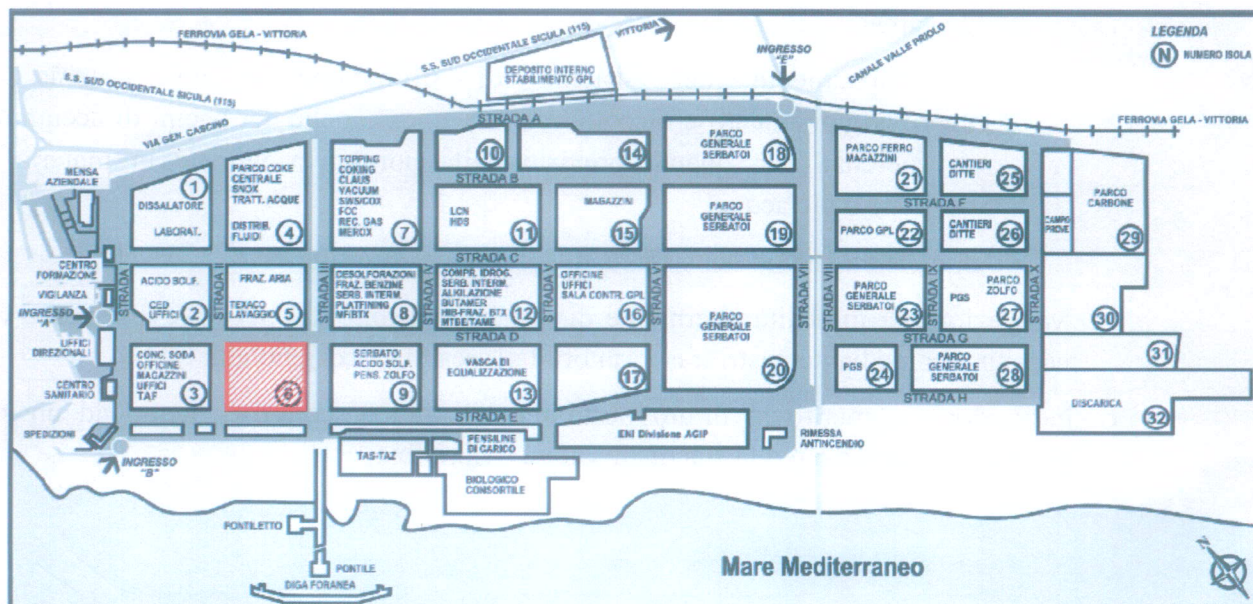 FERROVIA GELA - VITTORIA
S.S. SUD OCCIDENTALE SICULA (115)
VITTORIA
DEPOSITO INTERNO
STABILIMENTO GPL
INGRESSO
"E"
CANALE VALLE PRIOLO
LEGENDA
N NUMERO ISOLA
S.S. SUD OCCIDENTALE SICULA (115)
VIA GEN. CASCINO
FERROVIA GELA - VITTORIA
STRADA A
MENSA
AZIENDALE
1
DISSALATORE
LABORAT.
PARCO COKE
CENTRALE
SNOX
TRATT. ACQUE
DISTRIB.
FLUIDI
4
TOPPING
COKING
CLAUS
VACUUM
SWS/COX
FCC
REC. GAS
MEROX
7
10
14
PARCO
GENERALE
SERBATOI
18
PARCO FERRO
MAGAZZINI
21
CANTIERI
DITTE
25
STRADA B
STRADA F
LCN
HDS
11
MAGAZZINI
15
PARCO
GENERALE
SERBATOI
19
PARCO GPL
22
CANTIERI
DITTE
26
CAMPO
PROVE
PARCO
CARBONE
29
STRADA C
CENTRO
FORMAZIONE
VIGILANZA
INGRESSO
"A"
UFFICI
DIREZIONALI
CENTRO
SANITARIO
SPEDIZIONI
INGRESSO
"B"
STRADA I
STRADA II
STRADA III
STRADA IV
STRADA V
STRADA VI
STRADA VII
STRADA VIII
STRADA IX
STRADA X
ACIDO SOLF.
CED
UFFICI
2
FRAZ. ARIA
TEXACO
LAVAGGIO
5
DESOLFORAZIONI
FRAZ. BENZINE
SERB. INTERM.
PLATFINING
NF/BTX
8
COMPR. IDROG.
SERB. INTERM.
ALKILAZIONE
BUTAMER
HIB-FRAZ. BTX
MTBE/TAME
12
OFFICINE
UFFICI
SALA CONTR. GPL
16
PARCO
GENERALE
SERBATOI
20
PARCO
GENERALE
SERBATOI
23
PGS
PARCO
ZOLFO
27
30
STRADA D
STRADA G
CONC. SODA
OFFICINE
MAGAZZINI
UFFICI
TAF
3
6
SERBATOI
ACIDO SOLF.
PENS. ZOLFO
9
VASCA DI
EQUALIZZAZIONE
13
17
PGS
24
PARCO
GENERALE
SERBATOI
28
31
DISCARICA
32
STRADA E
STRADA H
TAS-TAZ
PENSILINE
DI CARICO
BIOLOGICO
CONSORTILE
ENI Divisione AGIP
RIMESSA
ANTINCENDIO
PONTILETTO
PONTILE
DIGA FORANEA
Mare Mediterraneo
N